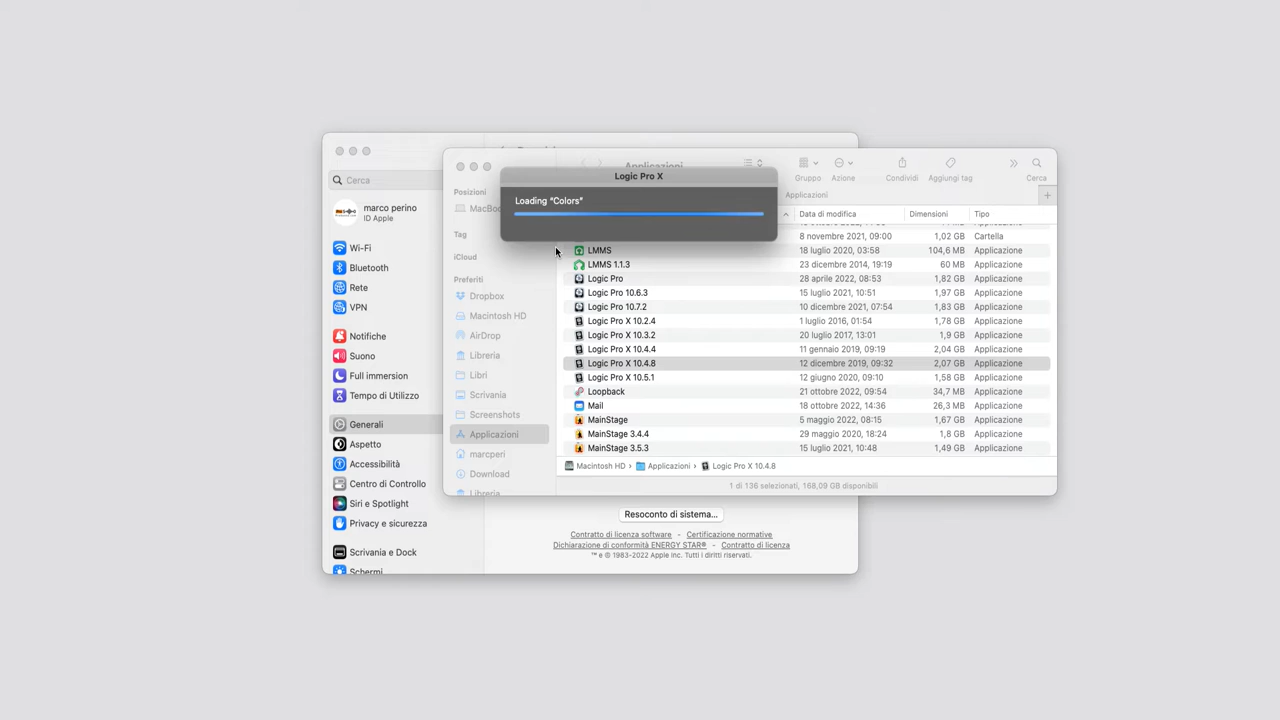 Cerca
marco perino
ID Apple
Wi-Fi
Bluetooth
Rete
VPN
Notifiche
Suono
Full immersion
Tempo di Utilizzo
Generali
Aspetto
Accessibilità
Centro di Controllo
Siri e Spotlight
Privacy e sicurezza
Scrivania e Dock
Schermi
Posizioni
MacBo
Tag
iCloud
Preferiti
Dropbox
Macintosh HD
AirDrop
Libreria
Libri
Scrivania
Screenshots
Applicazioni
marcperi
Download
Libreria
Applicazioni
Gruppo
Azione
Condividi
Aggiungi tag
Cerca
Logic Pro X
Loading “Colors”
Applicazioni
Data di modifica Dimensioni Tipo
8 novembre 2021, 09:00 1,02 GB Cartella
LMMS 18 luglio 2020, 03:58 104,6 MB Applicazione
LMMS 1.1.3 23 dicembre 2014, 19:19 60 MB Applicazione
Logic Pro 28 aprile 2022, 08:53 1,82 GB Applicazione
Logic Pro 10.6.3 15 luglio 2021, 10:51 1,97 GB Applicazione
Logic Pro 10.7.2 10 dicembre 2021, 07:54 1,83 GB Applicazione
Logic Pro X 10.2.4 1 luglio 2016, 01:54 1,78 GB Applicazione
Logic Pro X 10.3.2 20 luglio 2017, 13:01 1,9 GB Applicazione
Logic Pro X 10.4.4 11 gennaio 2019, 09:19 2,04 GB Applicazione
Logic Pro X 10.4.8 12 dicembre 2019, 09:32 2,07 GB Applicazione
Logic Pro X 10.5.1 12 giugno 2020, 09:10 1,58 GB Applicazione
Loopback 21 ottobre 2022, 09:54 34,7 MB Applicazione
Mail 18 ottobre 2022, 14:36 26,3 MB Applicazione
MainStage 5 maggio 2022, 08:15 1,67 GB Applicazione
MainStage 3.4.4 29 maggio 2020, 18:24 1,8 GB Applicazione
MainStage 3.5.3 15 luglio 2021, 10:48 1,49 GB Applicazione
Macintosh HD › Applicazioni › Logic Pro X 10.4.8
1 di 136 selezionati, 168,09 GB disponibili
Resoconto di sistema...
Contratto di licenza software - Certificazione normative
Dichiarazione di conformità ENERGY STAR® - Contratto di licenza
™ e © 1983-2022 Apple Inc. Tutti i diritti riservati.